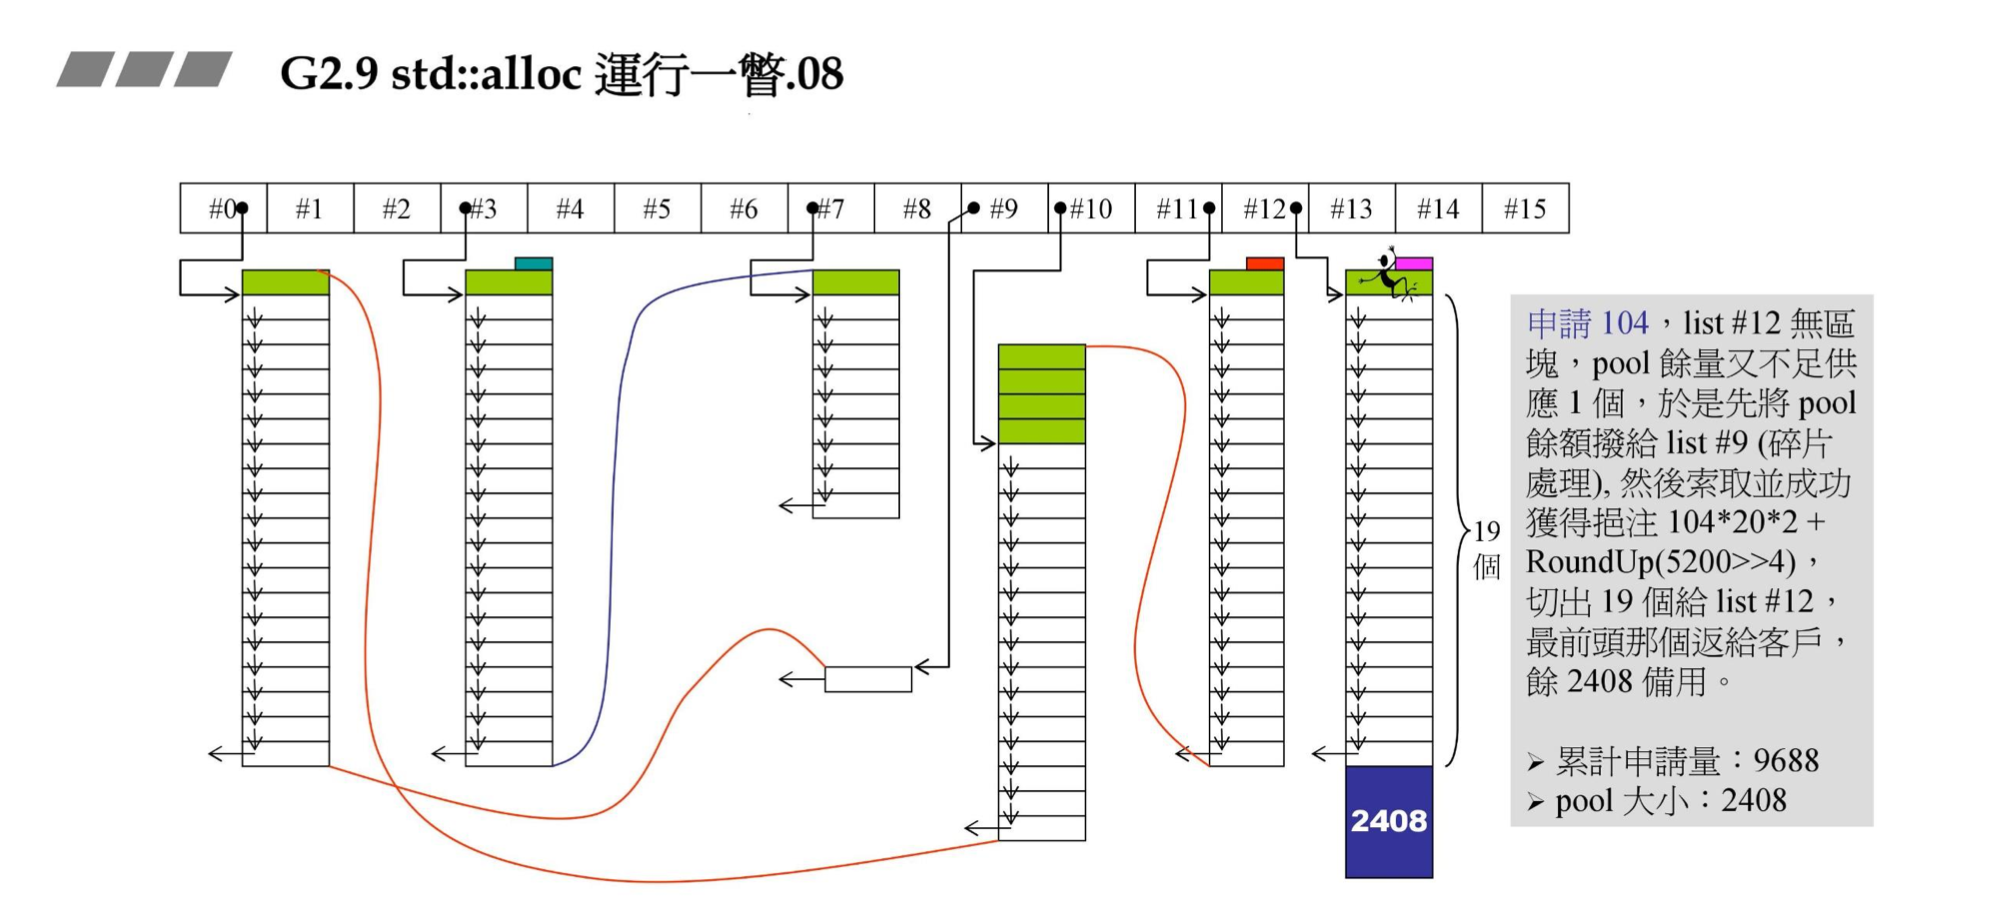 G2.9 std::alloc 運行一瞥.08
#0 #1 #2 #3 #4 #5 #6 #7 #8 #9 #10 #11 #12 #13 #14 #15
申請 104，list #12 無區
塊，pool 餘量又不足供
應 1 個，於是先將 pool
餘額撥給 list #9 (碎片
處理), 然後索取並成功
獲得挹注 104*20*2 +
RoundUp(5200>>4)，
切出 19 個給 list #12，
最前頭那個返給客戶，
餘 2408 備用。
➢ 累計申請量：9688
➢ pool 大小：2408
19
個
2408